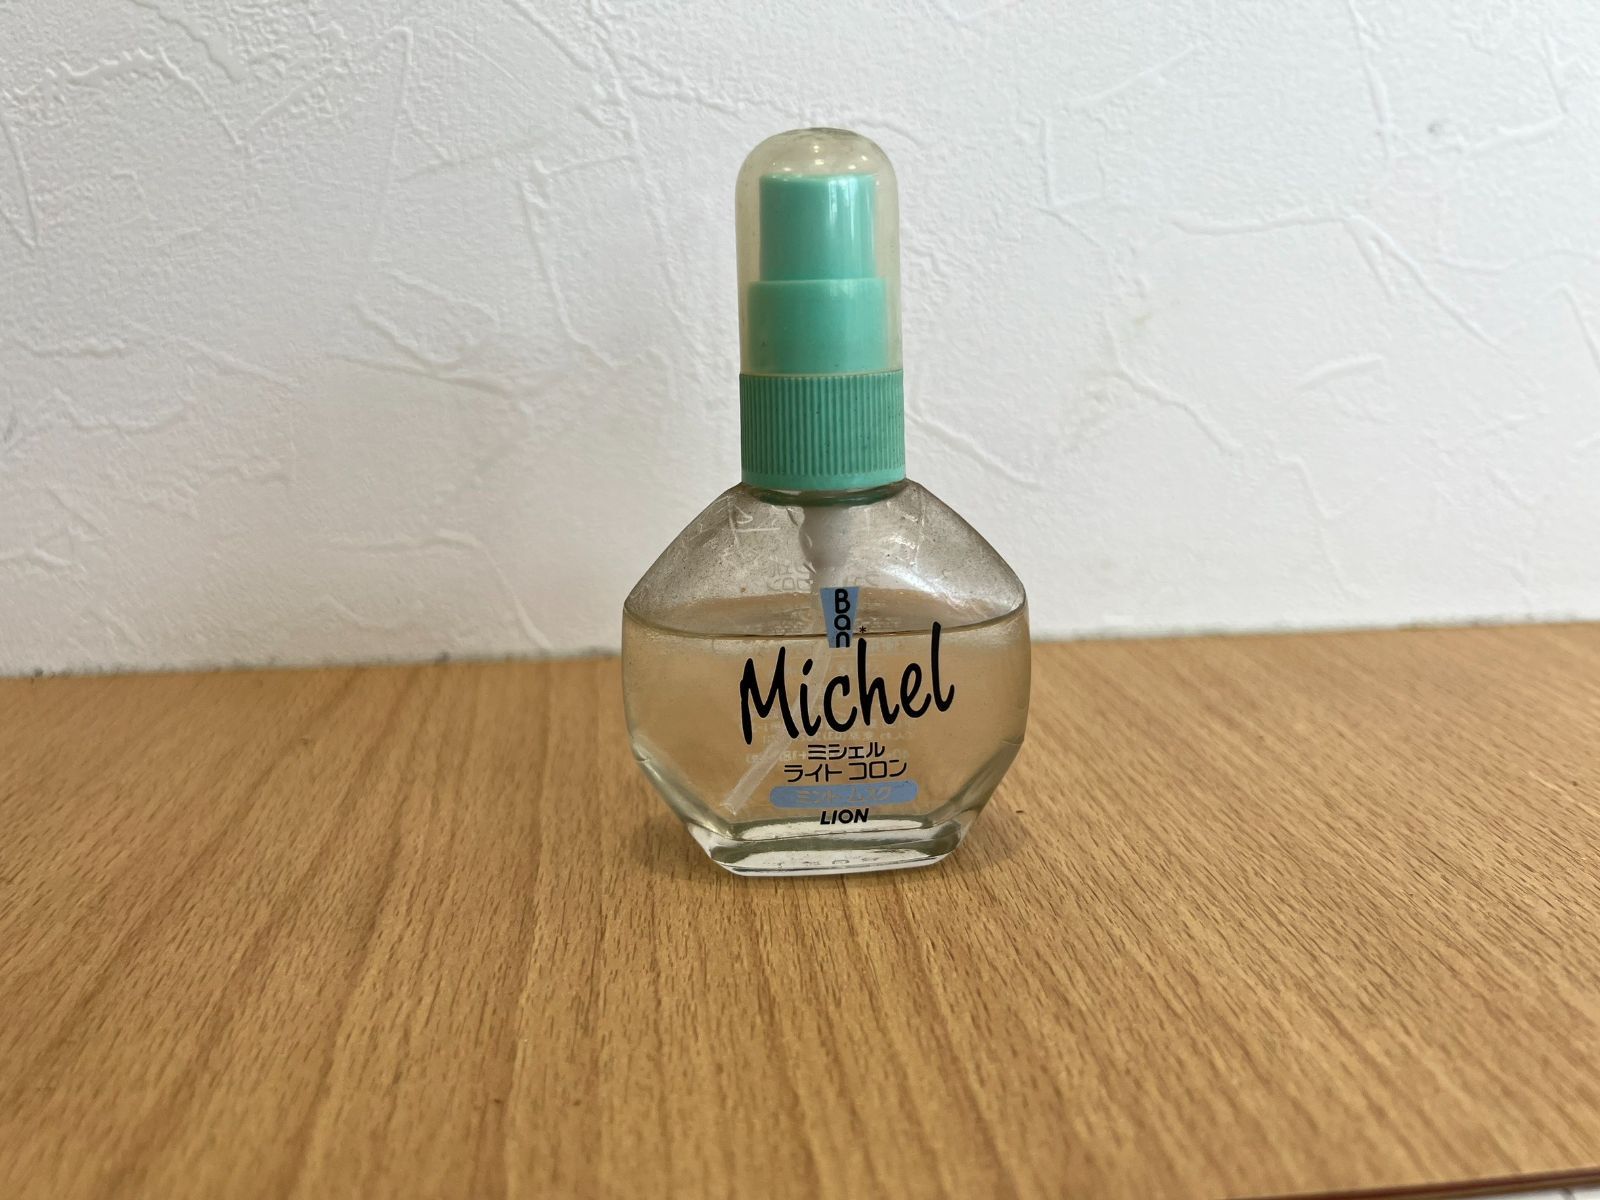 Ban*
Michel
ミシェル
ライト コロン
ミント・ムスク
LION